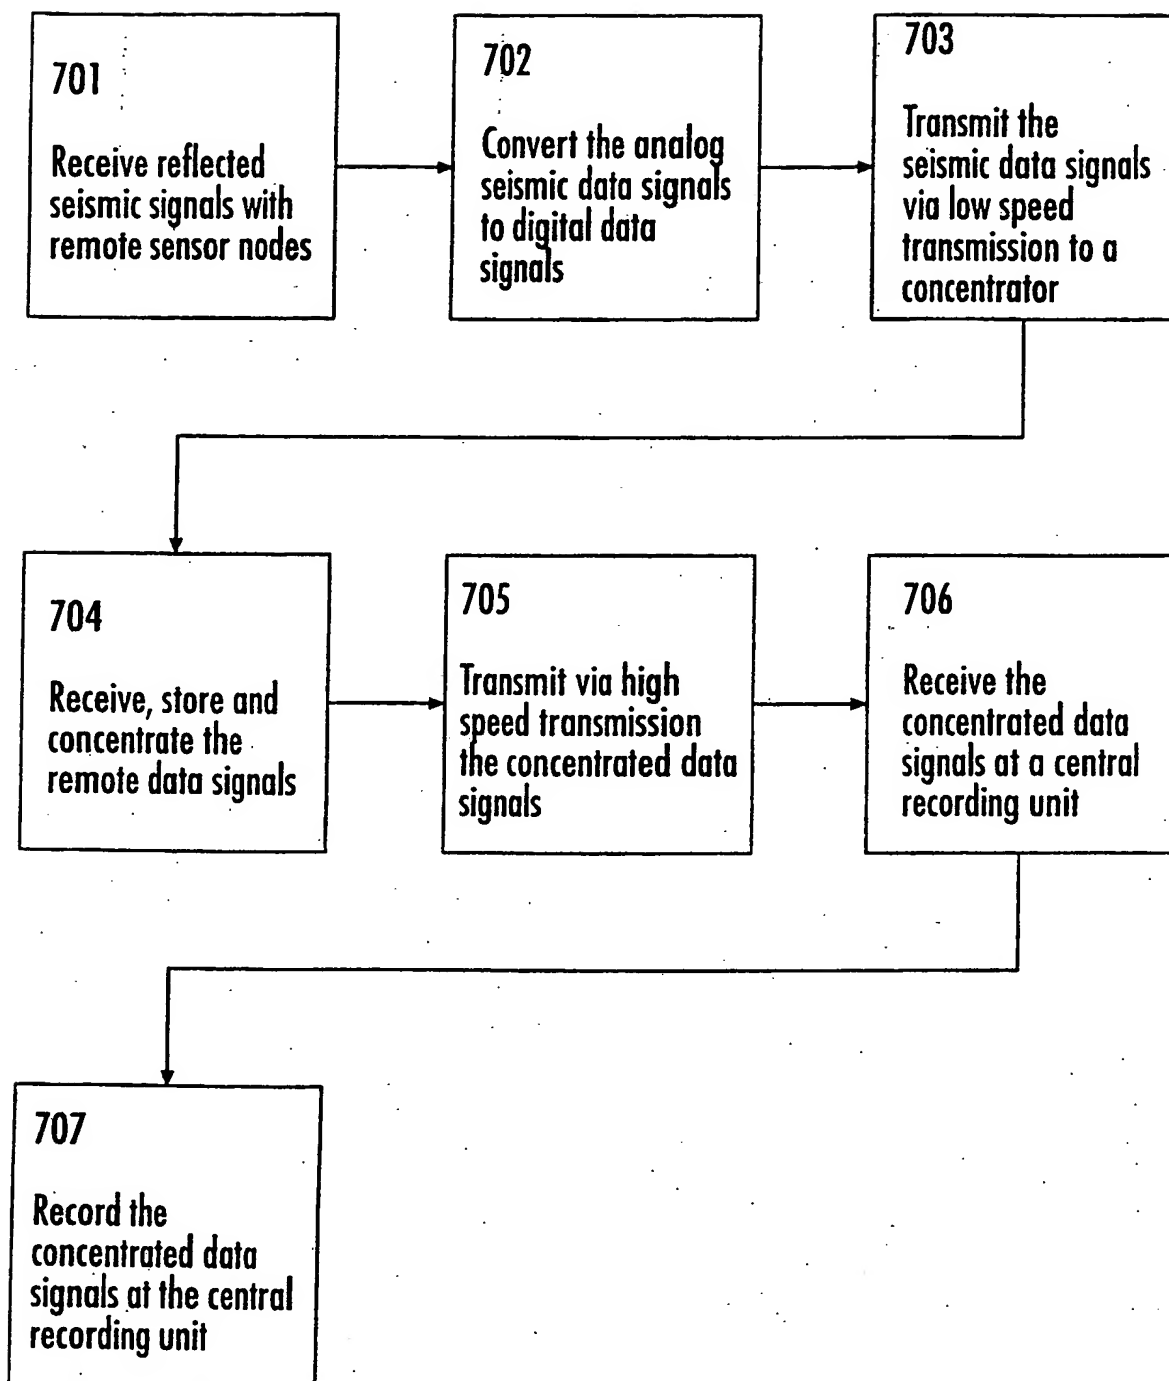 701
Receive reflected
seismic signals with
remote sensor nodes
702
Convert the analog
seismic data signals
to digital data
signals
703
Transmit the
seismic data signals
via low speed
transmission to a
concentrator
704
Receive, store and
concentrate the
remote data signals
705
Transmit via high
speed transmission
the concentrated data
signals
706
Receive the
concentrated data
signals at a central
recording unit
707
Record the
concentrated data
signals at the central
recording unit